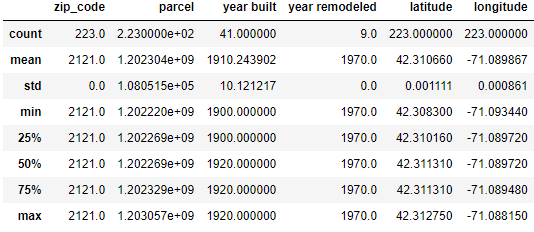 zip_code parcel year built year remodeled latitude longitude
count 223.0 2.230000e+02 41.000000 9.0 223.000000 223.000000
mean 2121.0 1.202304e+09 1910.243902 1970.0 42.310660 -71.089867
std 0.0 1.080515e+05 10.121217 0.0 0.001111 0.000861
min 2121.0 1.202220e+09 1900.000000 1970.0 42.308300 -71.093440
25% 2121.0 1.202269e+09 1900.000000 1970.0 42.310160 -71.089720
50% 2121.0 1.202269e+09 1920.000000 1970.0 42.311310 -71.089720
75% 2121.0 1.202329e+09 1920.000000 1970.0 42.311310 -71.089480
max 2121.0 1.203057e+09 1920.000000 1970.0 42.312750 -71.088150